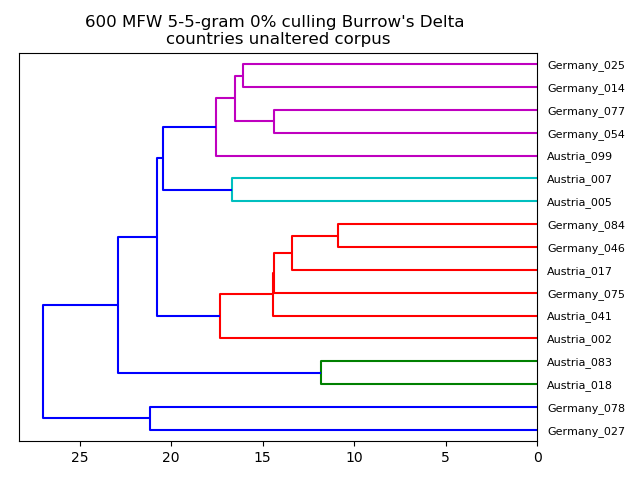 600 MFW 5-5-gram 0% culling Burrow's Delta
countries unaltered corpus
Germany_025
Germany_014
Germany_077
Germany_054
Austria_099
Austria_007
Austria_005
Germany_084
Germany_046
Austria_017
Germany_075
Austria_041
Austria_002
Austria_083
Austria_018
Germany_078
Germany_027
25 20 15 10 5 0